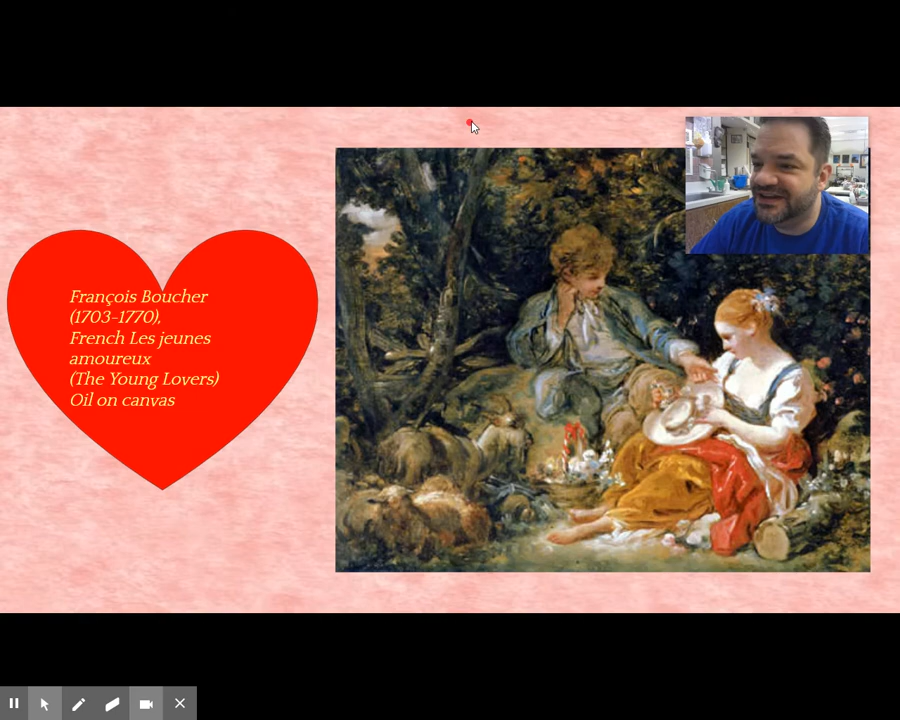 François Boucher
(1703-1770),
French Les jeunes
amoureux
(The Young Lovers)
Oil on canvas